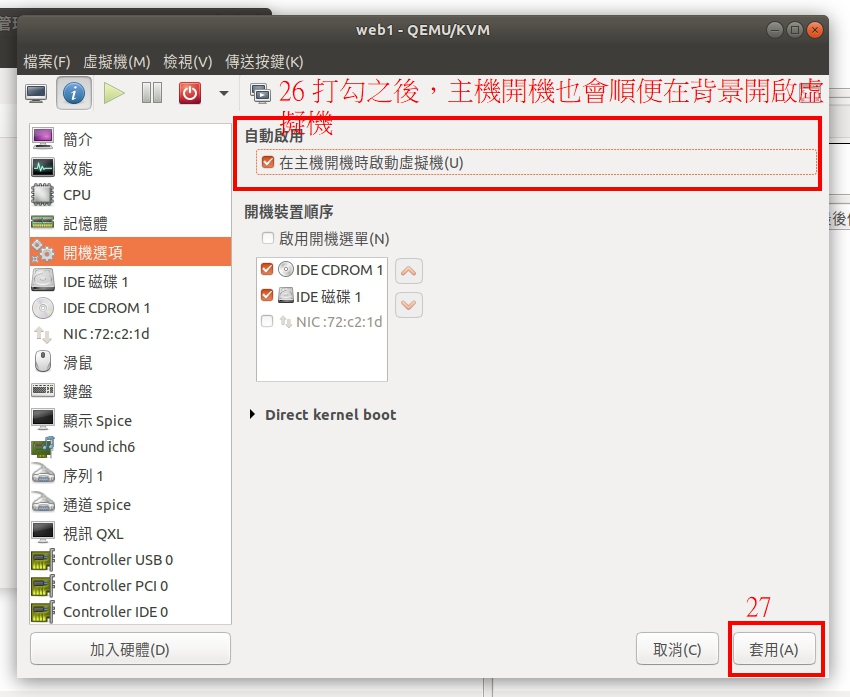 管理
web1 - QEMU/KVM
檔案(F) 虛擬機(M) 檢視(V) 傳送按鍵(K)
26 打勾之後，主機開機也會順便在背景開啟虛
擬機
自動啟用
在主機開機時啟動虛擬機(U)
開機裝置順序
啟用開機選單(N)
IDE CDROM 1
IDE 磁碟 1
NIC :72:c2:1d
Direct kernel boot
簡介
效能
CPU
記憶體
開機選項
IDE 磁碟 1
IDE CDROM 1
NIC :72:c2:1d
滑鼠
鍵盤
顯示 Spice
Sound ich6
序列 1
通道 spice
視訊 QXL
Controller USB 0
Controller PCI 0
Controller IDE 0
加入硬體(D)
27
取消(C)
套用(A)